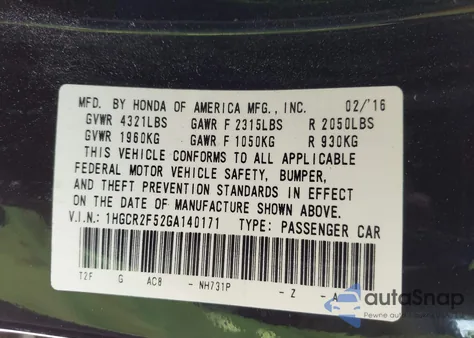 MFD. BY HONDA OF AMERICA MFG., INC. 02/'16
GVWR 4321LBS GAWR F 2315LBS R 2050LBS
GVWR 1960KG GAWR F 1050KG R 930KG
THIS VEHICLE CONFORMS TO ALL APPLICABLE
FEDERAL MOTOR VEHICLE SAFETY, BUMPER,
AND THEFT PREVENTION STANDARDS IN EFFECT
ON THE DATE OF MANUFACTURE SHOWN ABOVE.
V.I.N.: 1HGCR2F52GA140171 TYPE: PASSENGER CAR
T2F G AC8 - NH731P - Z - A
autoSnap